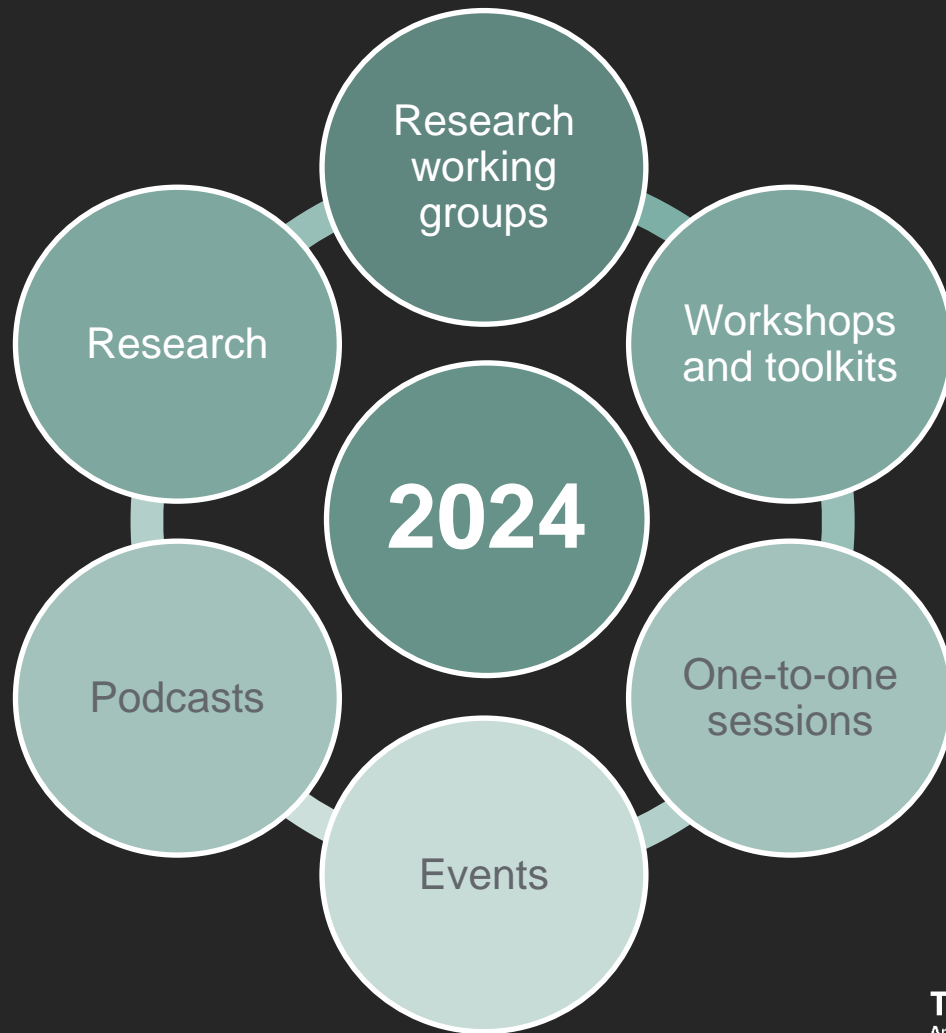 Research
working
groups
Workshops
and toolkits
One-to-one
sessions
Events
Podcasts
Research
2024